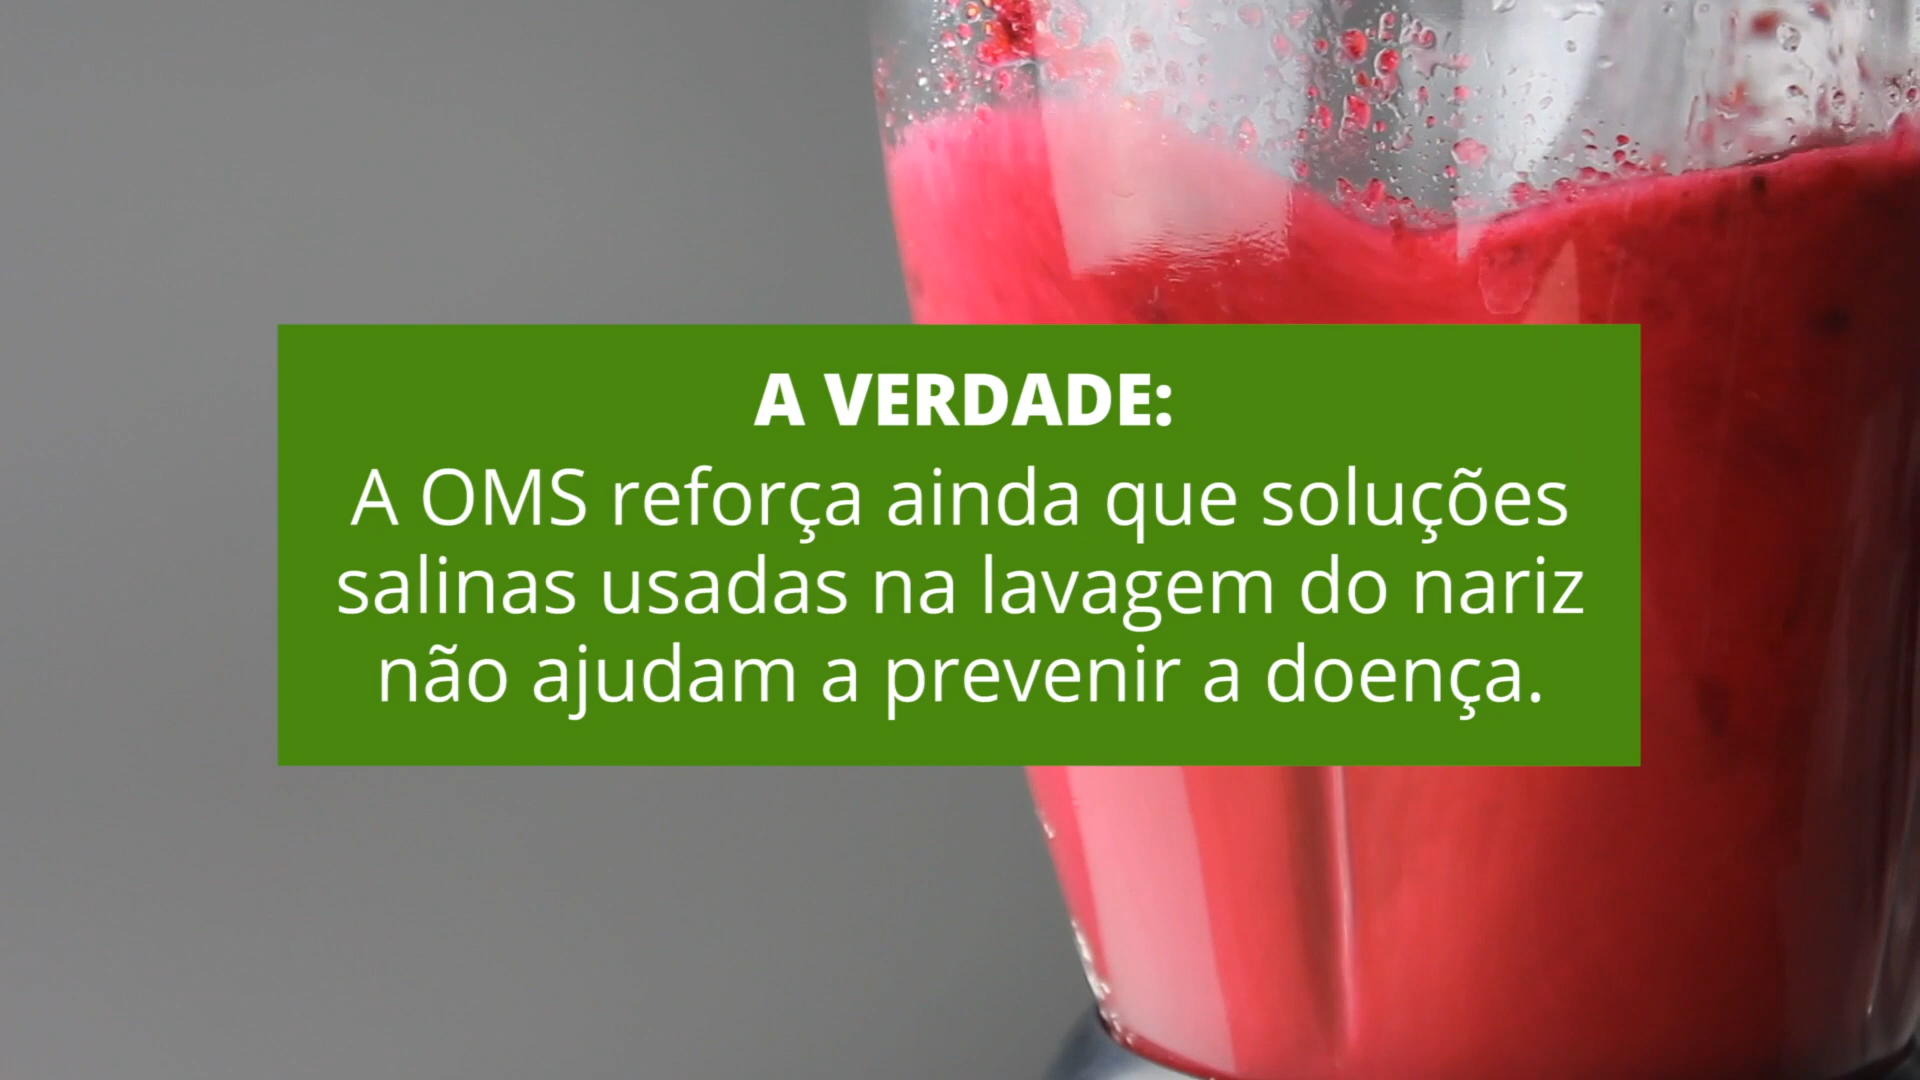 A VERDADE:
A OMS reforça ainda que soluções
salinas usadas na lavagem do nariz
não ajudam a prevenir a doença.